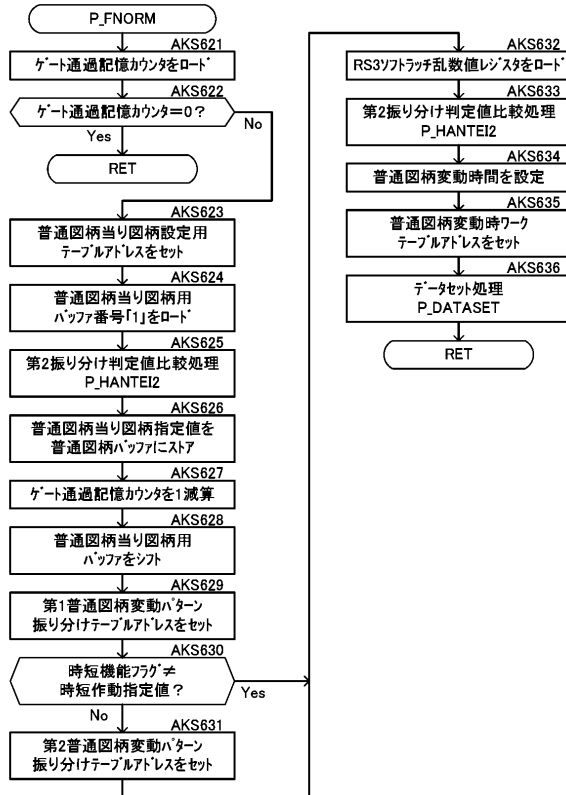 P_FNORM
AKS621
ゲート通過記憶カウンタをロード
AKS622
ゲート通過記憶カウンタ=0?
Yes
No
RET
AKS623
普通図柄当り図柄設定用
テーブルアドレスをセット
AKS624
普通図柄当り図柄用
バッファ番号「1」をロード
AKS625
第2振り分け判定値比較処理
P_HANTEI2
AKS626
普通図柄当り図柄指定値を
普通図柄バッファにストア
AKS627
ゲート通過記憶カウンタを1減算
AKS628
普通図柄当り図柄用
バッファをシフト
AKS629
第1普通図柄変動パターン
振り分けテーブルアドレスをセット
AKS630
時短機能フラグ≠
時短作動指定値?
Yes
No
AKS631
第2普通図柄変動パターン
振り分けテーブルアドレスをセット
AKS632
RS3ソフトラッチ乱数値レジスタをロード
AKS633
第2振り分け判定値比較処理
P_HANTEI2
AKS634
普通図柄変動時間を設定
AKS635
普通図柄変動時ワーク
テーブルアドレスをセット
AKS636
データセット処理
P_DATASET
RET